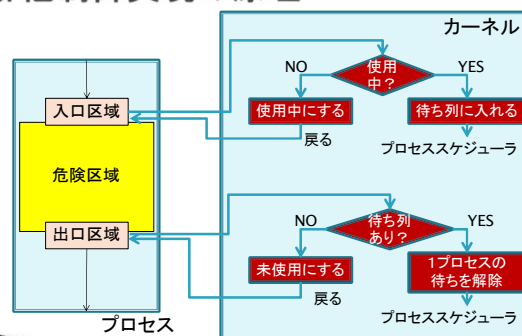 カーネル
入口区域
危険区域
出口区域
プロセス
使用
中?
NO
YES
使用中にする
待ち列に入れる
戻る
プロセススケジューラ
待ち列
あり?
NO
YES
未使用にする
1プロセスの
待ちを解除
戻る
プロセススケジューラ